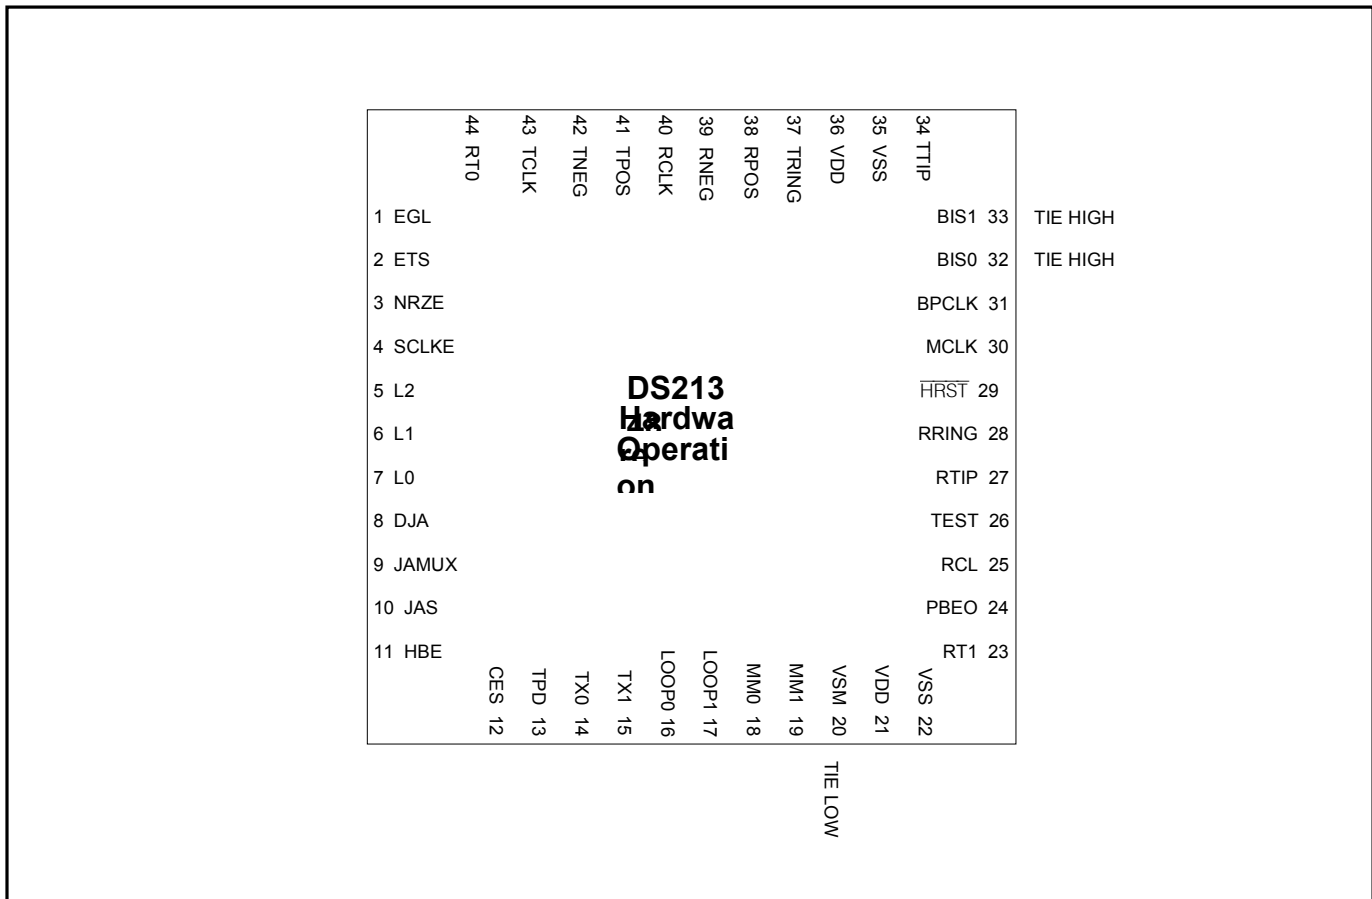 44 RT0
43 TCLK
42 TNEG
41 TPOS
40 RCLK
39 RNEG
38 RPOS
37 TRING
36 VDD
35 VSS
34 TTIP
1 EGL
2 ETS
3 NRZE
4 SCLKE
5 L2
6 L1
7 L0
8 DJA
9 JAMUX
10 JAS
11 HBE
DS213
Hardwa
Operati
on
BIS1 33 TIE HIGH
BIS0 32 TIE HIGH
BPCLK 31
MCLK 30
HRST 29
RRING 28
RTIP 27
TEST 26
RCL 25
PBEO 24
RT1 23
CES 12
TPD 13
TX0 14
TX1 15
LOOP0 16
LOOP1 17
MM0 18
MM1 19
VSM 20
VDD 21
VSS 22
TIE LOW